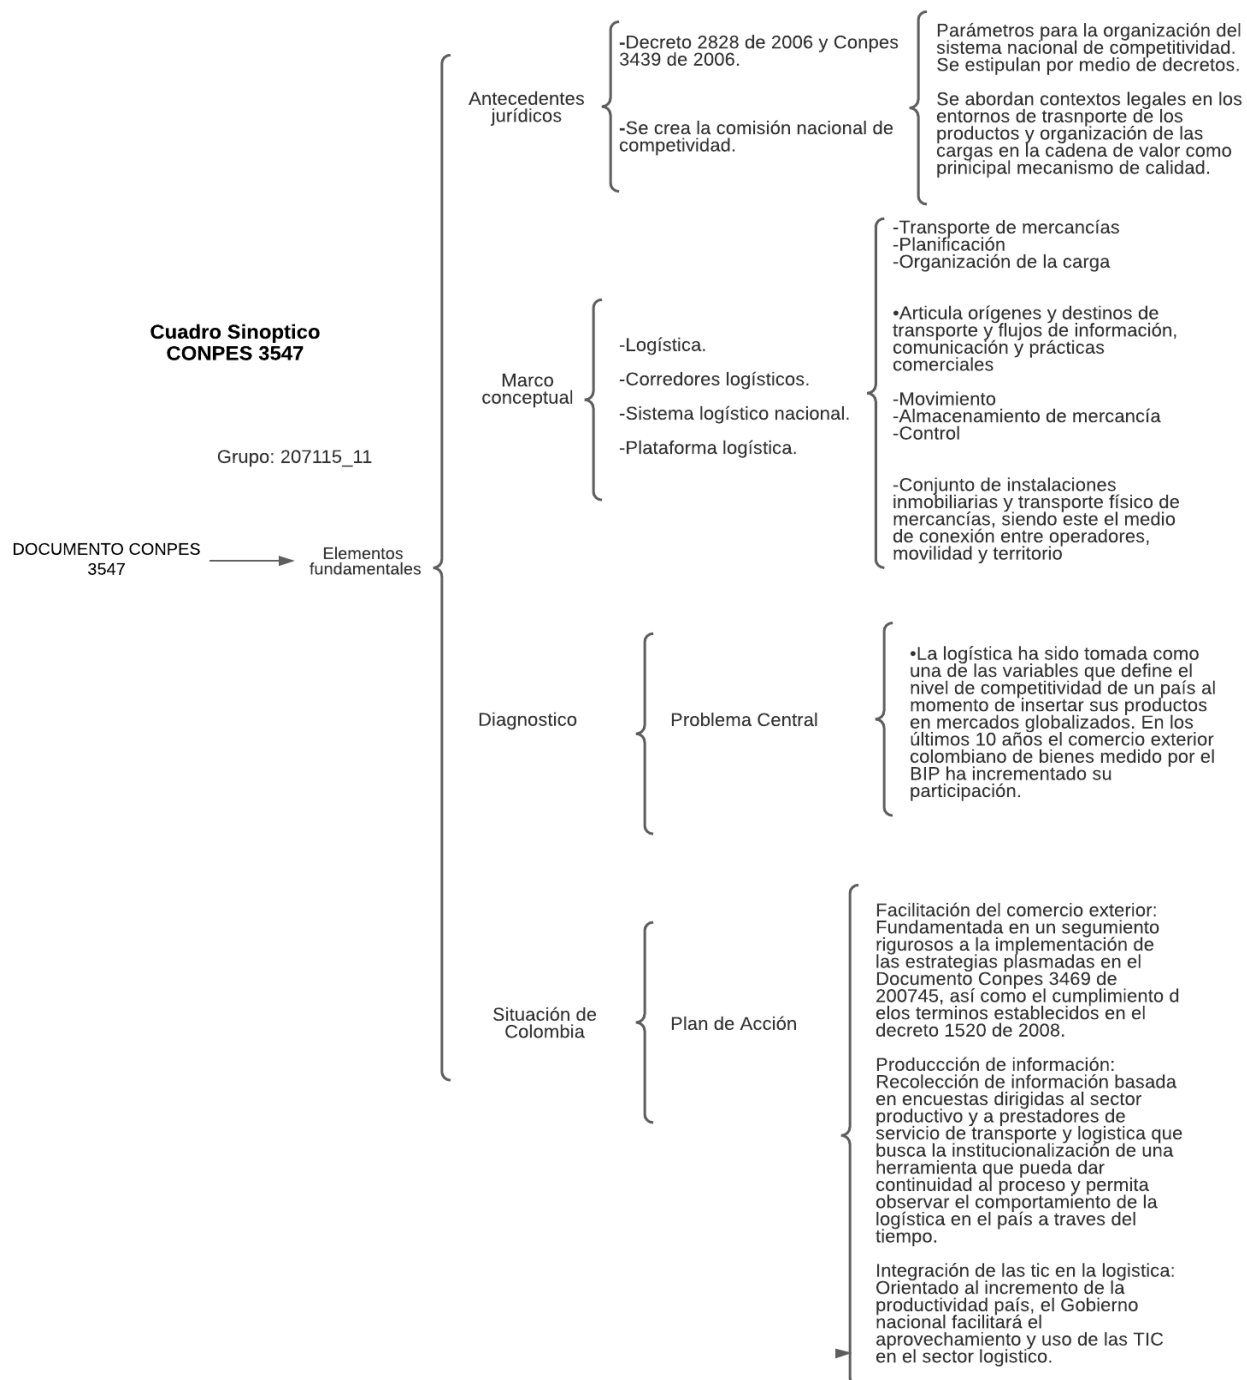 Cuadro Sinoptico
CONPES 3547
Grupo: 207115_11
DOCUMENTO CONPES
3547
Elementos
fundamentales
Antecedentes
jurídicos
-Decreto 2828 de 2006 y Conpes
3439 de 2006.
-Se crea la comisión nacional de
competividad.
Parámetros para la organización del
sistema nacional de competitividad.
Se estipulan por medio de decretos.
Se abordan contextos legales en los
entornos de trasnporte de los
productos y organización de las
cargas en la cadena de valor como
prinicipal mecanismo de calidad.
Marco
conceptual
-Logística.
-Corredores logísticos.
-Sistema logístico nacional.
-Plataforma logística.
-Transporte de mercancías
-Planificación
-Organización de la carga
•Articula orígenes y destinos de
transporte y flujos de información,
comunicación y prácticas
comerciales
-Movimiento
-Almacenamiento de mercancía
-Control
-Conjunto de instalaciones
inmobiliarias y transporte físico de
mercancías, siendo este el medio
de conexión entre operadores,
movilidad y territorio
Diagnostico
Problema Central
•La logística ha sido tomada como
una de las variables que define el
nivel de competitividad de un país al
momento de insertar sus productos
en mercados globalizados. En los
últimos 10 años el comercio exterior
colombiano de bienes medido por el
BIP ha incrementado su
participación.
Situación de
Colombia
Plan de Acción
Facilitación del comercio exterior:
Fundamentada en un segumiento
rigurosos a la implementación de
las estrategias plasmadas en el
Documento Conpes 3469 de
200745, así como el cumplimiento d
elos terminos establecidos en el
decreto 1520 de 2008.
Produccción de información:
Recolección de información basada
en encuestas dirigidas al sector
productivo y a prestadores de
servicio de transporte y logistica que
busca la institucionalización de una
herramienta que pueda dar
continuidad al proceso y permita
observar el comportamiento de la
logística en el país a traves del
tiempo.
Integración de las tic en la logistica:
Orientado al incremento de la
productividad país, el Gobierno
nacional facilitará el
aprovechamiento y uso de las TIC
en el sector logistico.